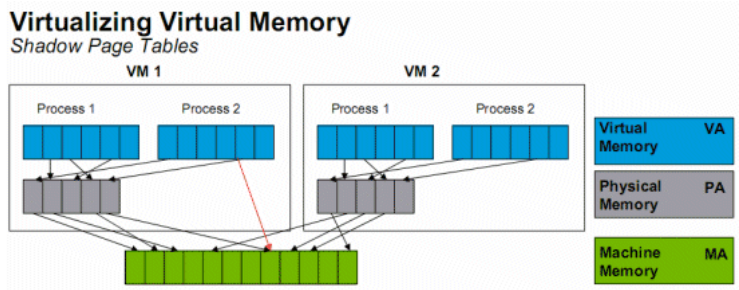 Virtualizing Virtual Memory
Shadow Page Tables
VM 1
VM 2
Process 1
Process 2
Process 1
Process 2
Virtual Memory VA
Physical Memory PA
Machine Memory MA